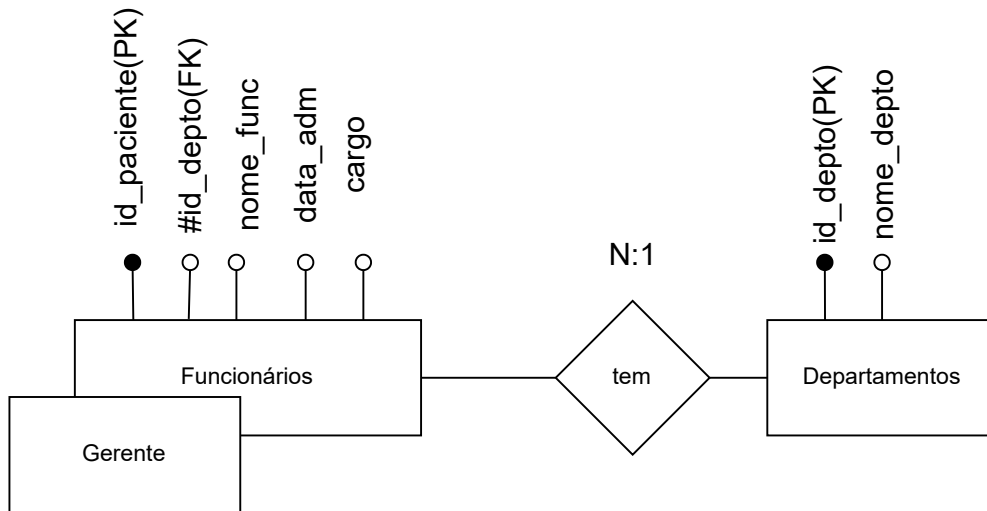 id_paciente(PK)
#id_depto(FK)
nome_func
data_adm
cargo
id_depto(PK)
nome_depto
N:1
Funcionários
tem
Departamentos
Gerente